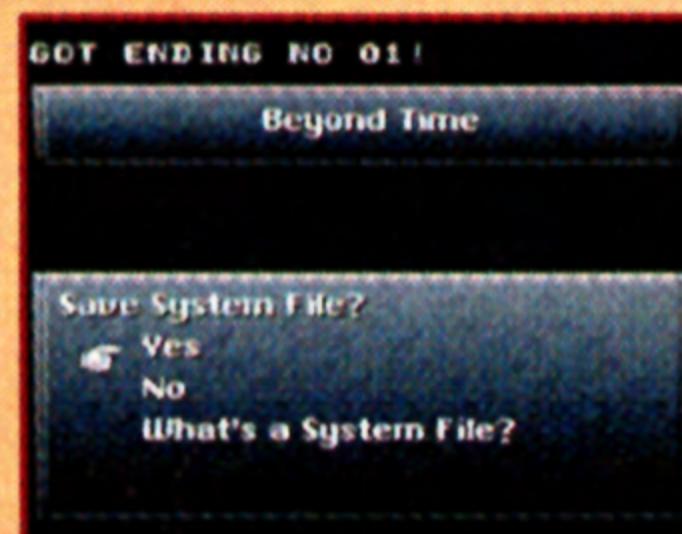 GOT ENDING NO 01!
Beyond Time
Save System File?
Yes
No
What's a System File?